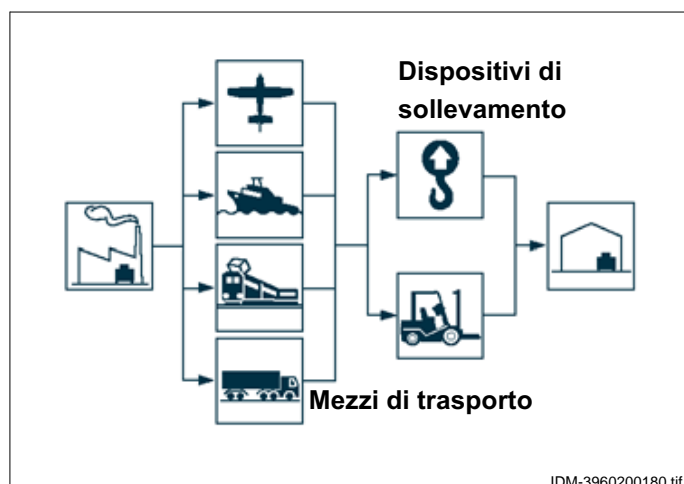 Dispositivi di
sollevamento
Mezzi di trasporto
IDM-3960200180.tif